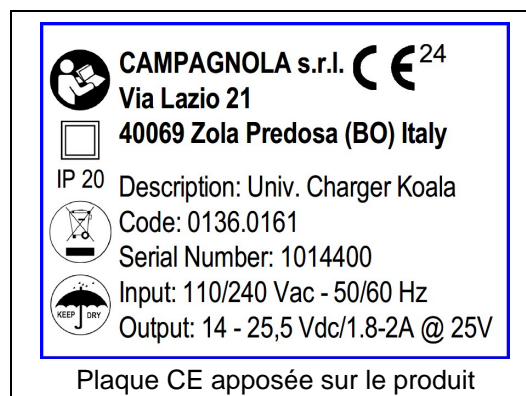 CAMPAGNOLA s.r.l. CE 24
Via Lazio 21
40069 Zola Predosa (BO) Italy
IP 20
Description: Univ. Charger Koala
Code: 0136.0161
Serial Number: 1014400
KEEP DRY
Input: 110/240 Vac - 50/60 Hz
Output: 14 - 25,5 Vdc/1.8-2A @ 25V
Plaque CE apposée sur le produit